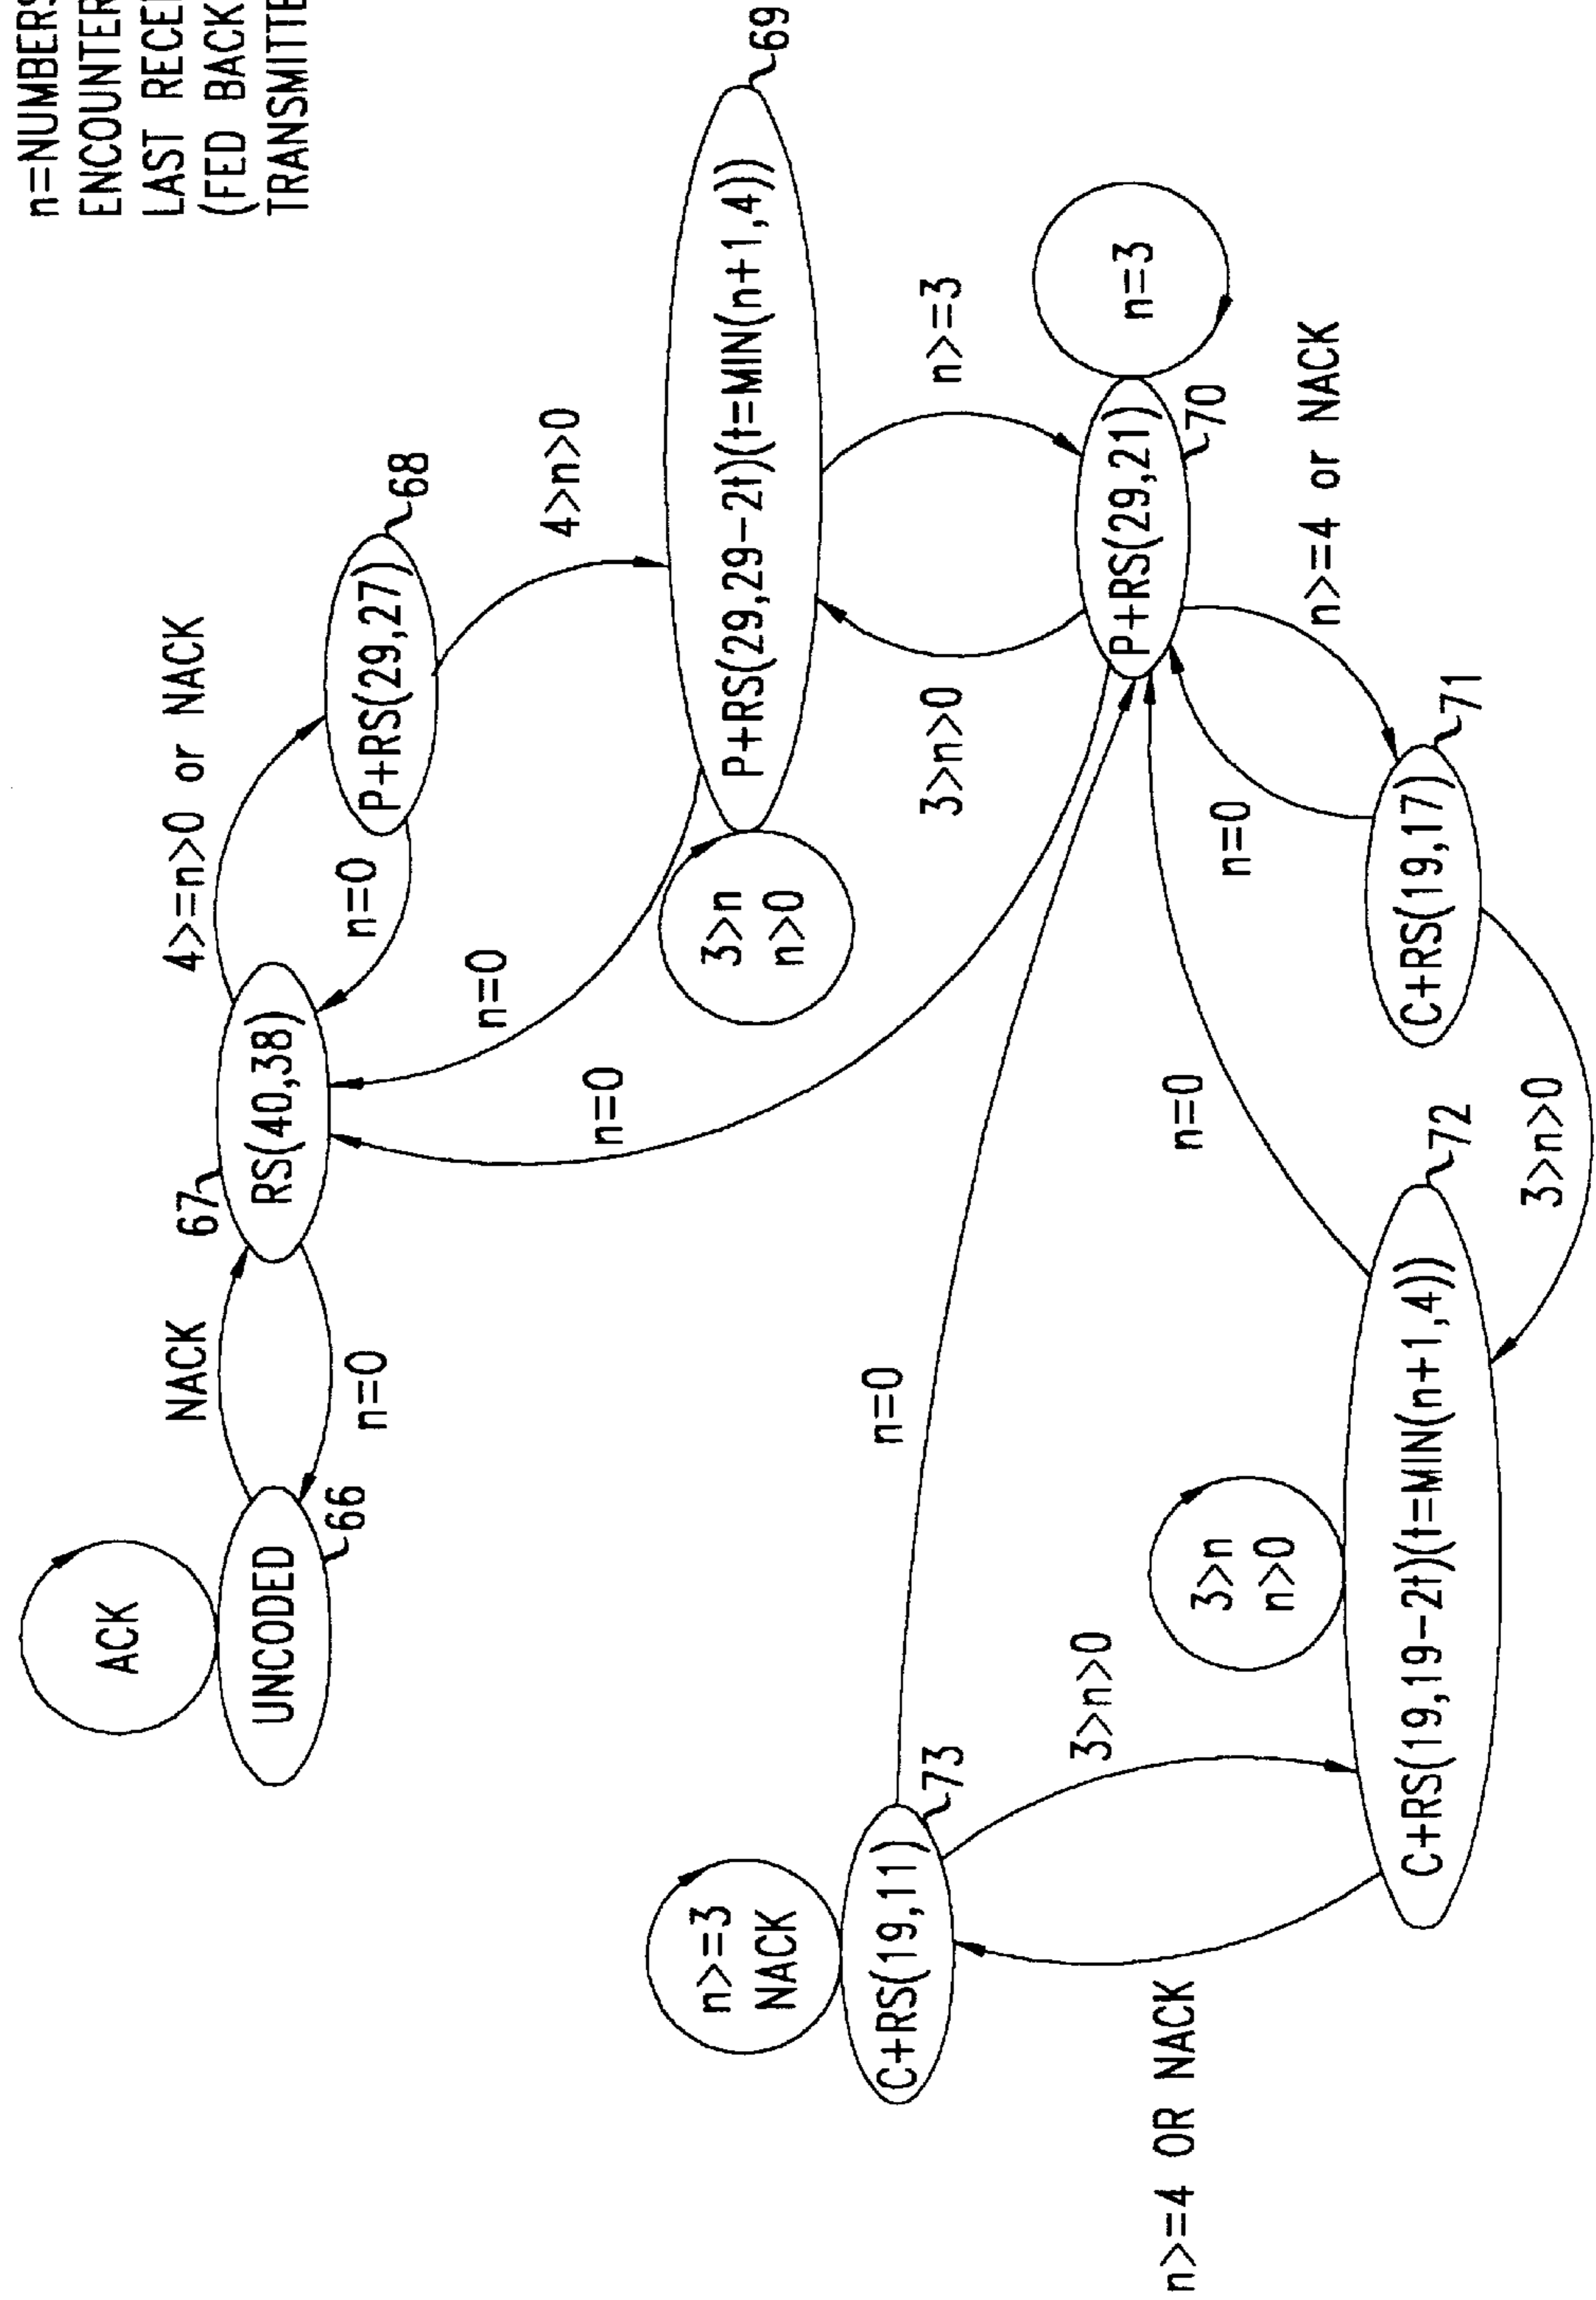 n=NUMBERS
ENCOUNTER
LAST RECE
(FED BACK
TRANSMITTE
ACK
UNCODED
66
NACK
n=0
67
RS(40,38)
4>=n>0 or NACK
n=0
P+RS(29,27)
68
n=0
4>n>0
P+RS(29,29-2t)(t=MIN(n+1,4))
69
3>n
n>0
n=0
n>=3
3>n>0
P+RS(29,21)
70
n=3
n=0
n=0
n>=4 or NACK
n=0
C+RS(19,17)
71
3>n>0
C+RS(19,19-2t)(t=MIN(n+1,4))
72
3>n
n>0
3>n>0
C+RS(19,11)
73
n>=3
NACK
n>=4 OR NACK